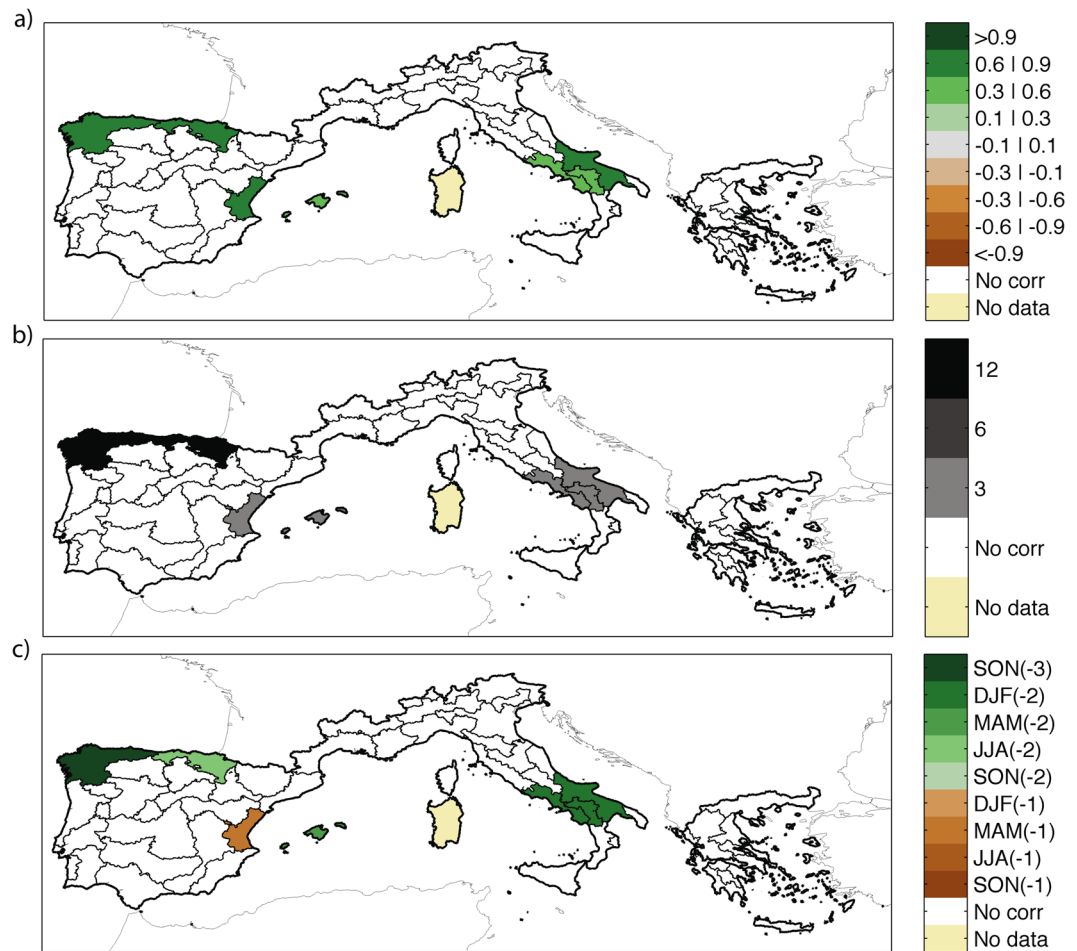 a)
>0.9
0.6 | 0.9
0.3 | 0.6
0.1 | 0.3
-0.1 | 0.1
-0.3 | -0.1
-0.3 | -0.6
-0.6 | -0.9
<-0.9
No corr
No data
b)
12
6
3
No corr
No data
c)
SON(-3)
DJF(-2)
MAM(-2)
JJA(-2)
SON(-2)
DJF(-1)
MAM(-1)
JJA(-1)
SON(-1)
No corr
No data